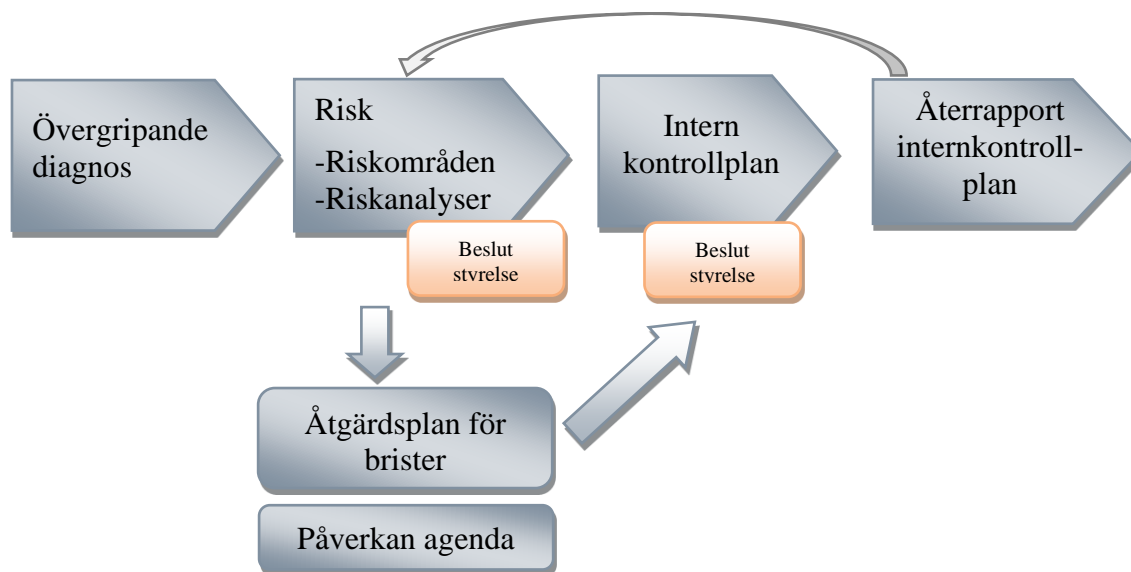 Övergripande
diagnos
Risk
-Riskområden
-Riskanalyser
Beslut
styrelse
Intern
kontrollplan
Beslut
styrelse
Återrapport
internkontroll-
plan
Åtgärdsplan för
brister
Påverkan agenda